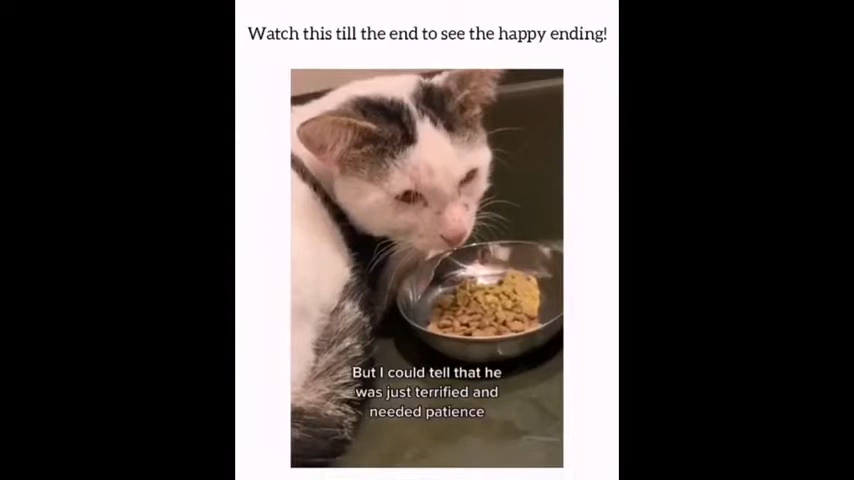 Watch this till the end to see the happy ending!
But I could tell that he
was just terrified and
needed patience